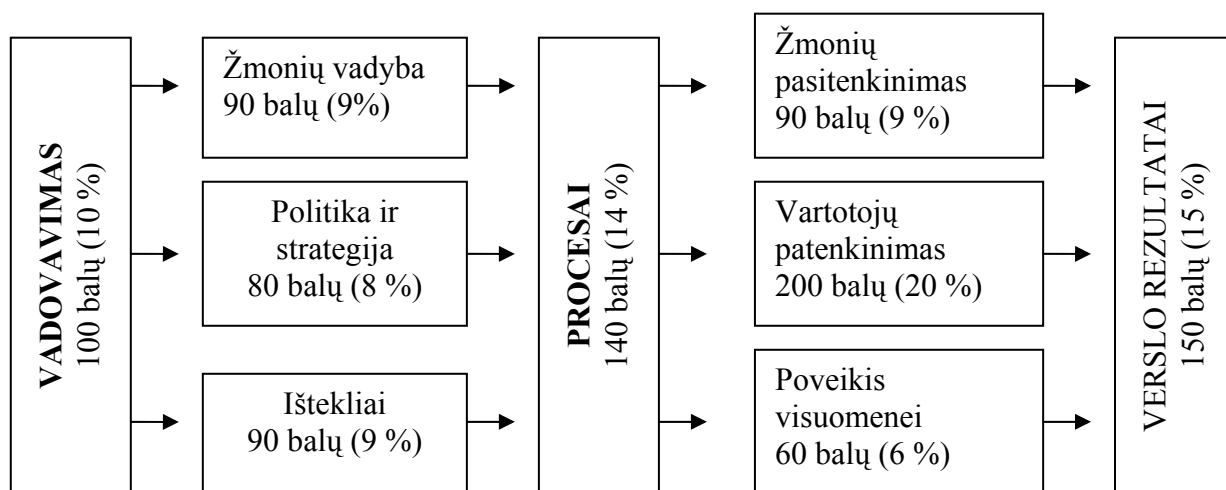 VADOVAVIMAS
100 balų (10 %)
Žmonių vadyba
90 balų (9%)
Politika ir
strategija
80 balų (8 %)
Ištekliai
90 balų (9 %)
PROCESAI
140 balų (14 %)
Žmonių
pasitenkinimas
90 balų (9 %)
Vartotojų
patenkinimas
200 balų (20 %)
Poveikis
visuomenei
60 balų (6 %)
VERSLO REZULTATAI
150 balų (15 %)